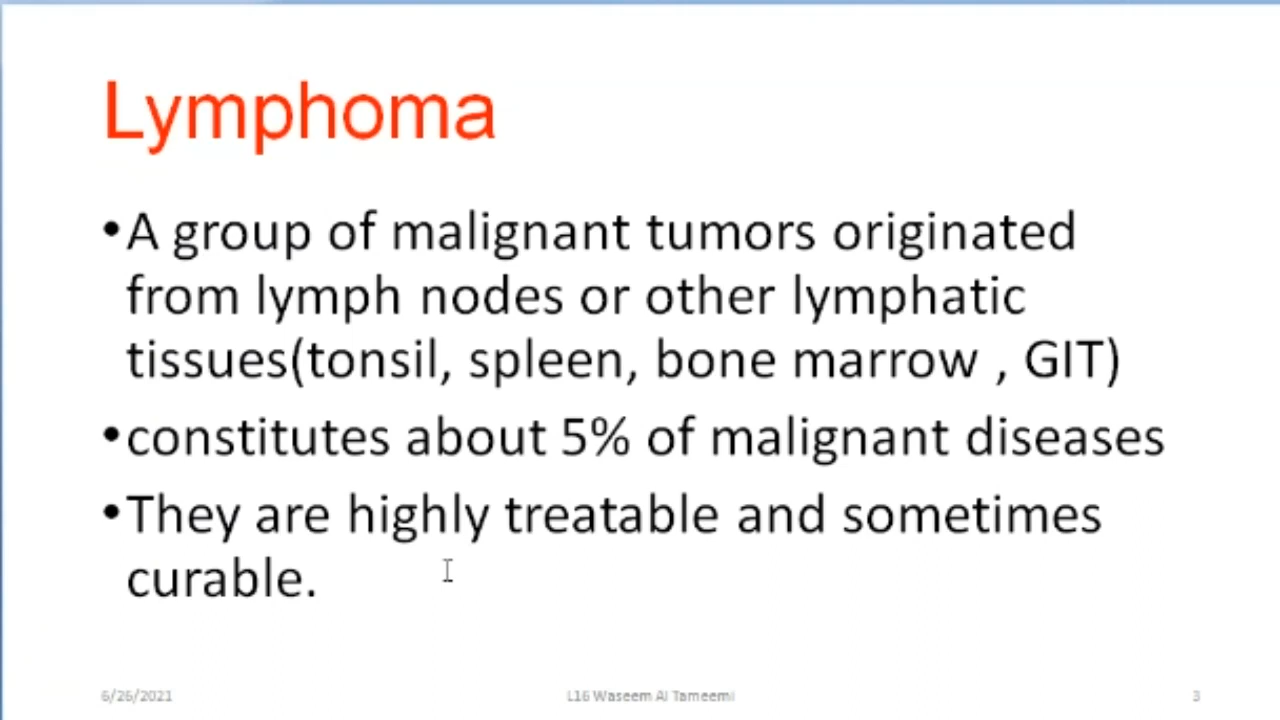 Lymphoma
•A group of malignant tumors originated
from lymph nodes or other lymphatic
tissues(tonsil, spleen, bone marrow , GIT)
•constitutes about 5% of malignant diseases
•They are highly treatable and sometimes
curable.
6/26/2021
L16 Waseem Al Tameemi
3